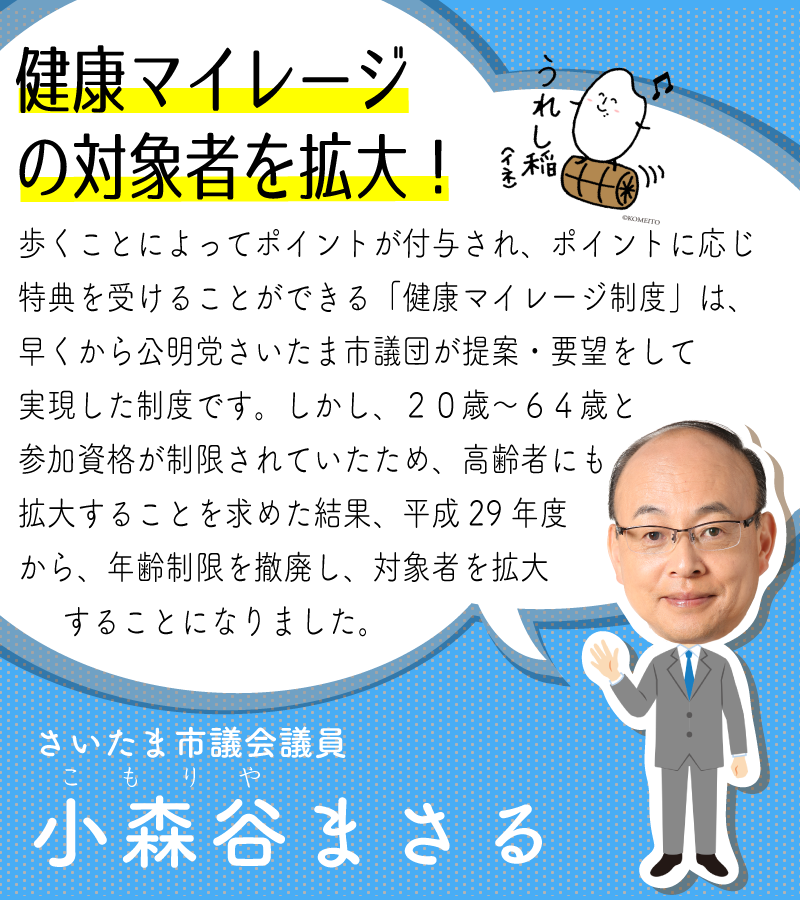 健康マイレージ
の対象者を拡大！
うれし稲
（イネ）
©KOMEITO
歩くことによってポイントが付与され、ポイントに応じ
特典を受けることができる「健康マイレージ制度」は、
早くから公明党さいたま市議団が提案・要望をして
実現した制度です。しかし、２０歳〜６４歳と
参加資格が制限されていたため、高齢者にも
拡大することを求めた結果、平成29年度
から、年齢制限を撤廃し、対象者を拡大
することになりました。
さいたま市議会議員
こもりや
小森谷まさる